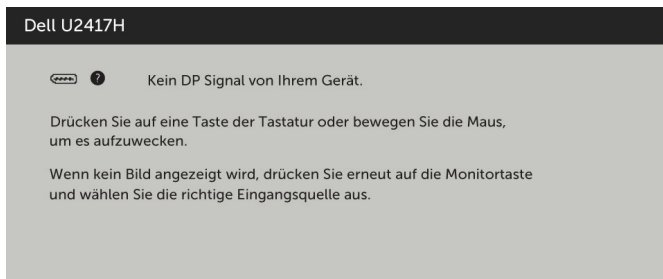 Dell U2417H
? Kein DP Signal von Ihrem Gerät.
Drücken Sie auf eine Taste der Tastatur oder bewegen Sie die Maus,
um es aufzuwecken.
Wenn kein Bild angezeigt wird, drücken Sie erneut auf die Monitortaste
und wählen Sie die richtige Eingangsquelle aus.